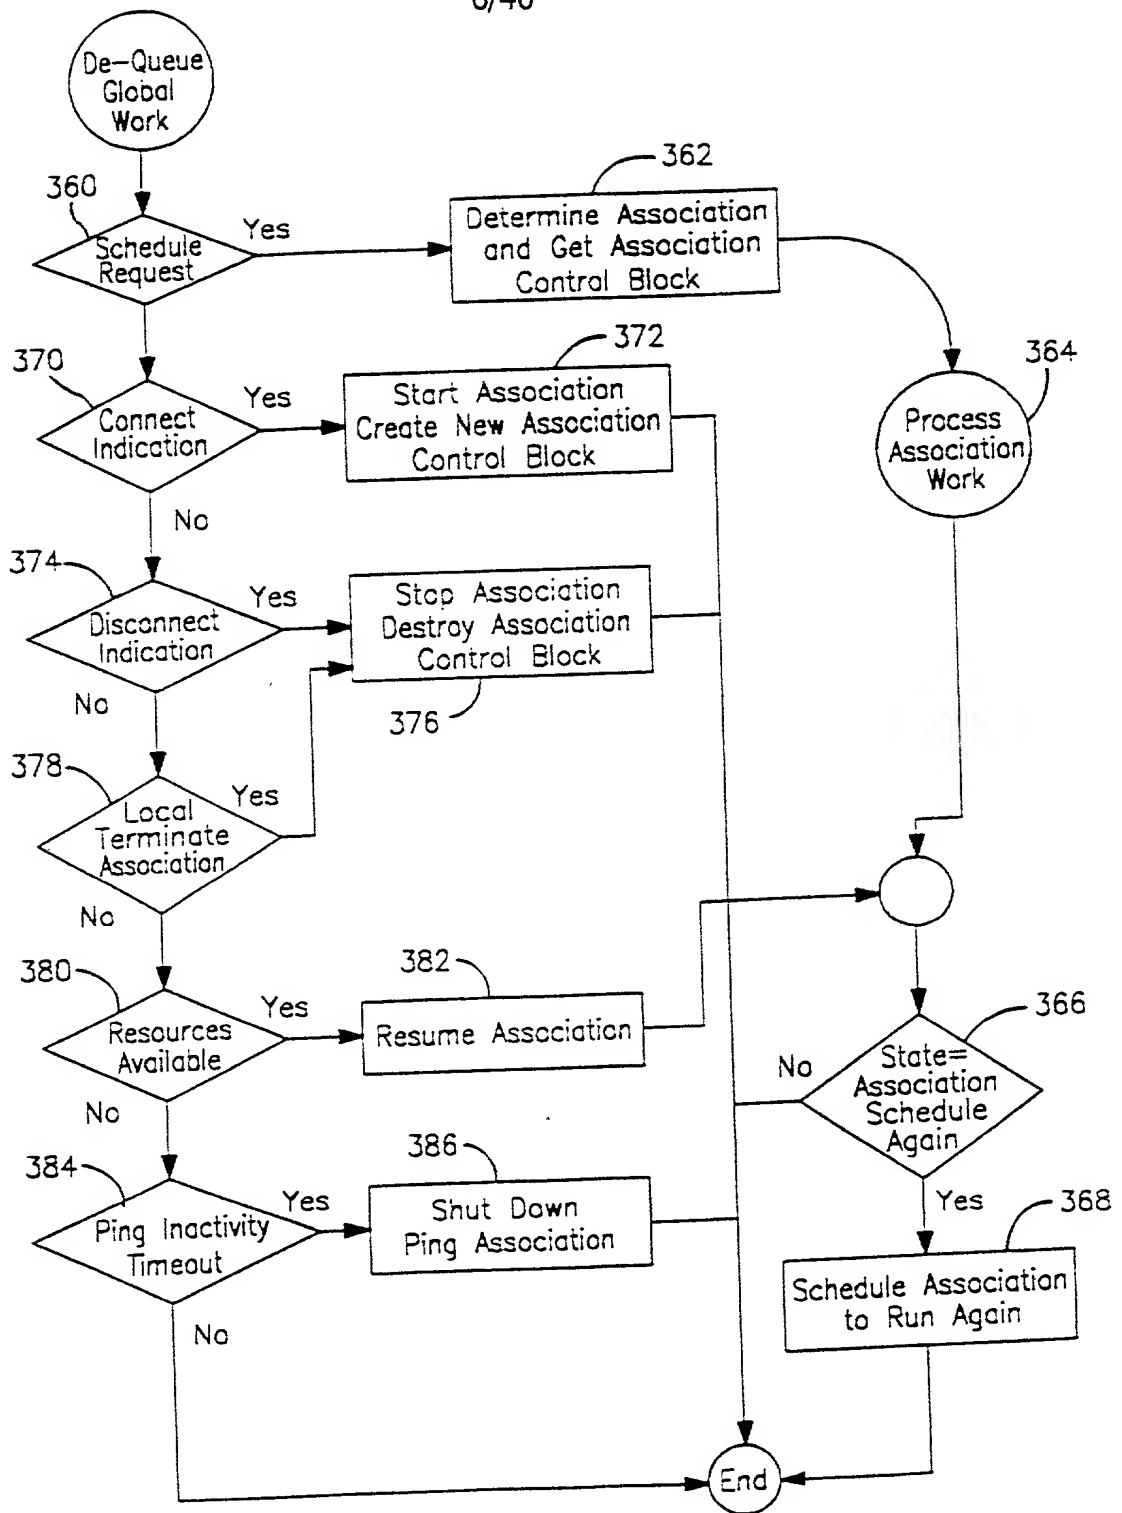 6/40
De-Queue
Global
Work
360
Schedule
Request
Yes
362
Determine Association
and Get Association
Control Block
370
Connect
Indication
Yes
372
Start Association
Create New Association
Control Block
364
Process
Association
Work
No
374
Disconnect
Indication
Yes
Stop Association
Destroy Association
Control Block
376
No
378
Local
Terminate
Association
Yes
No
380
Resources
Available
Yes
382
Resume Association
366
State=
Association
Schedule
Again
No
No
384
Ping Inactivity
Timeout
Yes
386
Shut Down
Ping Association
Yes
368
Schedule Association
to Run Again
No
End